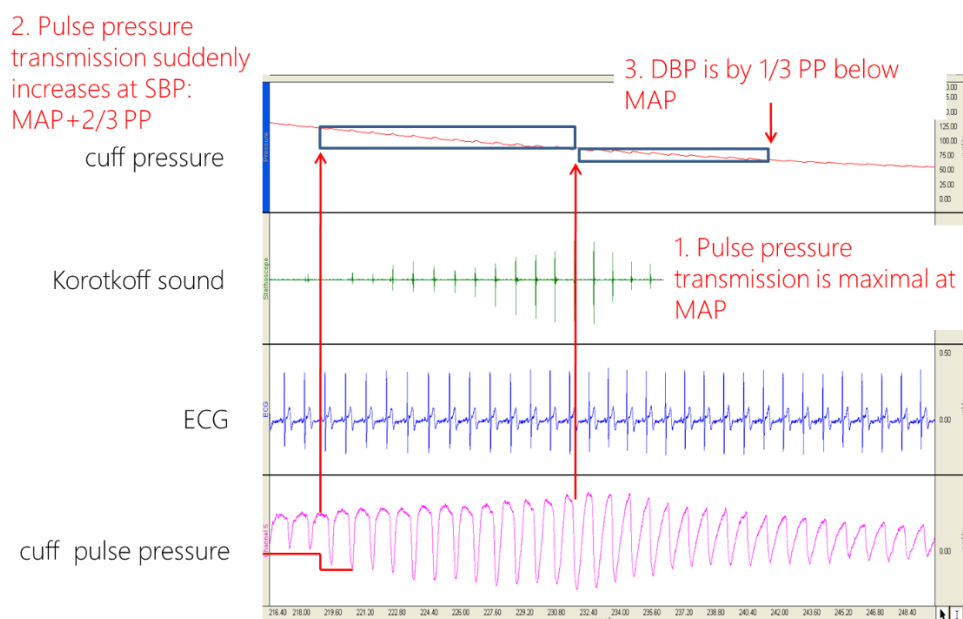 2. Pulse pressure
transmission suddenly
increases at SBP:
MAP+2/3 PP
3. DBP is by 1/3 PP below
MAP
cuff pressure
Pressure
125.00
100.00
75.00
50.00
25.00
0.00
Korotkoff sound
Stethoscope
1. Pulse pressure
transmission is maximal at
MAP
ECG
ECG
0.50
0.00
cuff pulse pressure
Channel 5
0.00
216.40 218.00 219.60 221.20 222.80 224.40 226.00 227.60 229.20 230.80 232.40 234.00 235.60 237.20 238.80 240.40 242.00 243.60 245.20 246.80 248.40